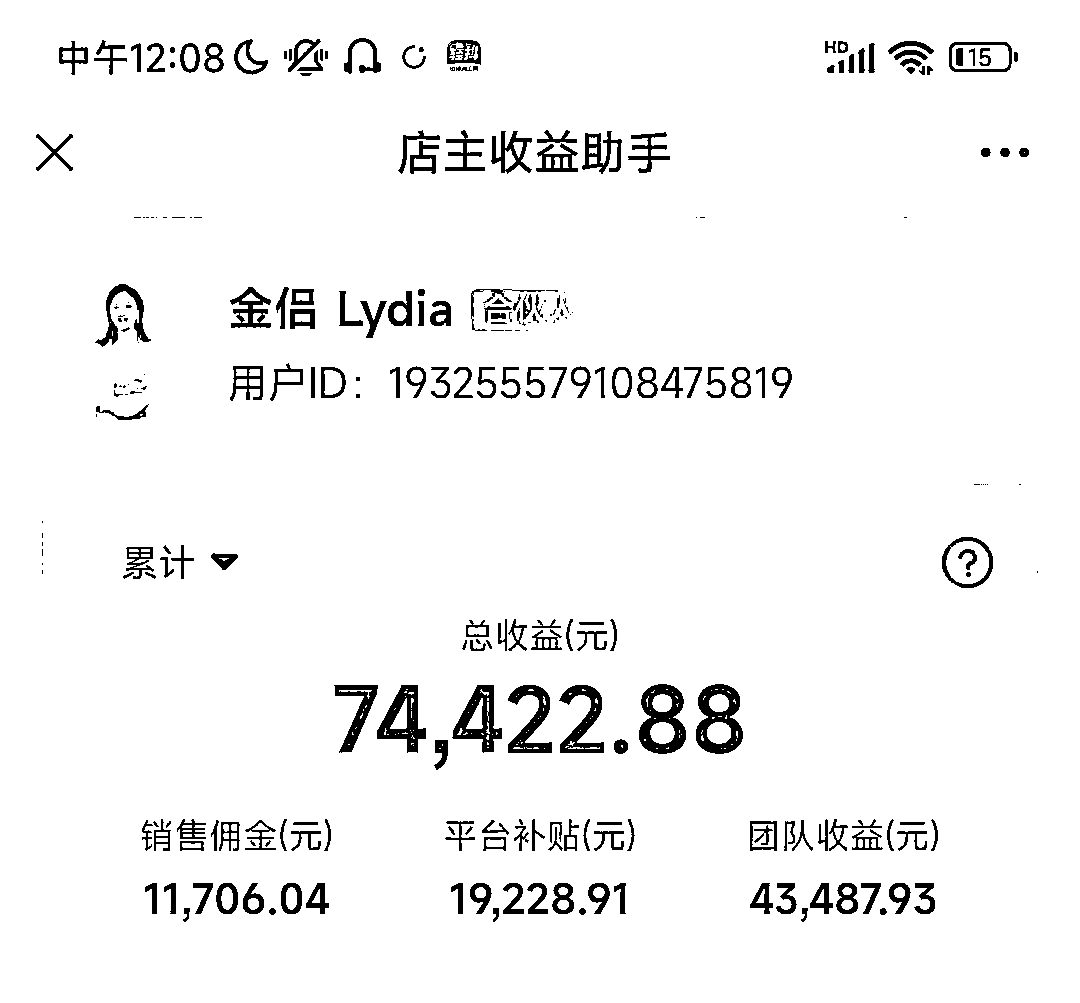 中午12:08
HD 15
店主收益助手
金侣 Lydia 合伙人
用户ID：193255579108475819
累计
?
总收益(元)
74,422.88
销售佣金(元) 平台补贴(元) 团队收益(元)
11,706.04 19,228.91 43,487.93